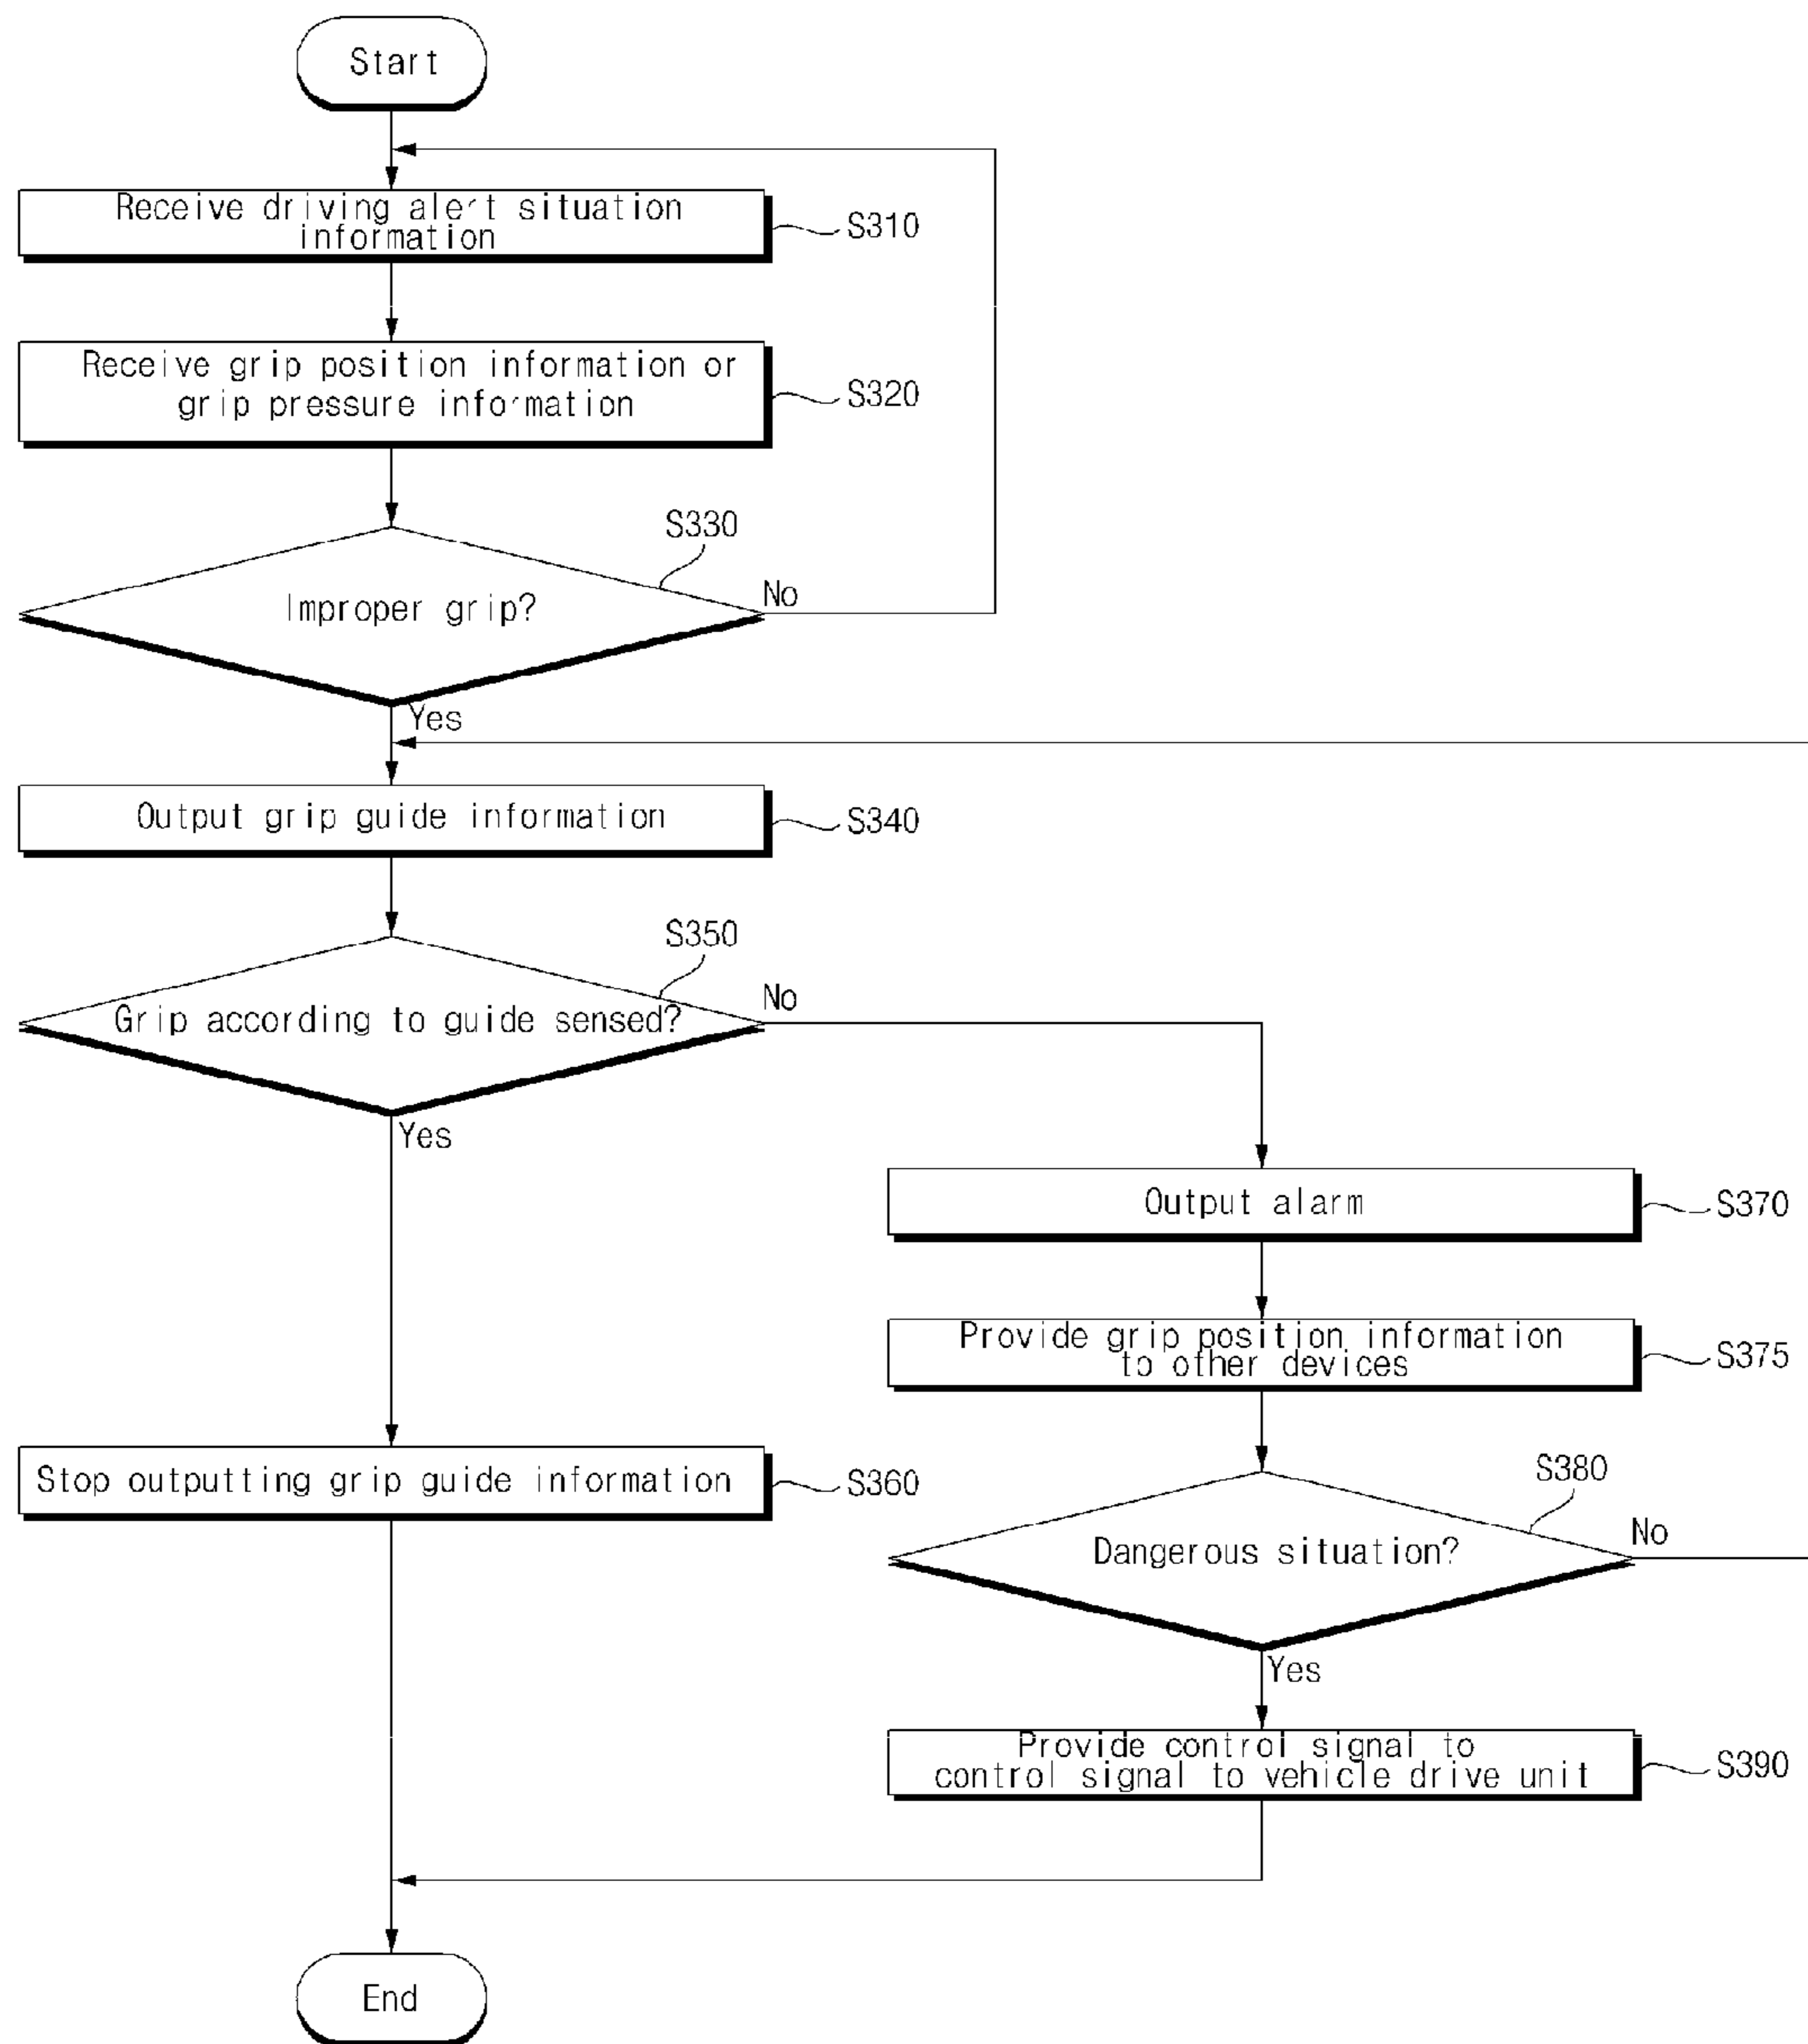 Start
Receive driving alert situation
information
S310
Receive grip position information or
grip pressure information
S320
S330
Improper grip?
No
Yes
Output grip guide information
S340
S350
Grip according to guide sensed?
No
Yes
Output alarm
S370
Provide grip position information
to other devices
S375
Stop outputting grip guide information
S360
S380
Dangerous situation?
No
Yes
Provide control signal to
control signal to vehicle drive unit
S390
End